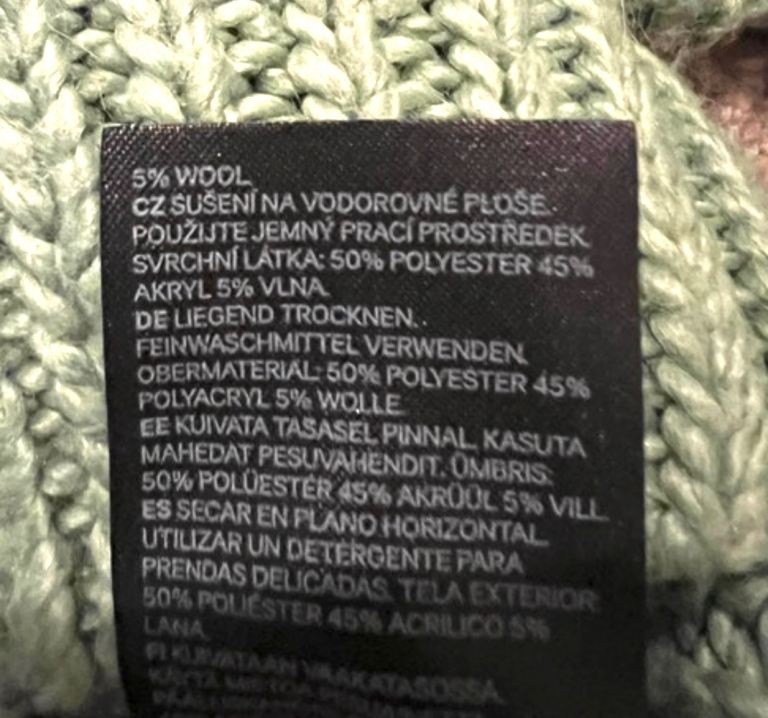 5% WOOL
CZ SUŠENÍ NA VODOROVNÉ PLOŠE.
POUŽIJTE JEMNÝ PRACÍ PROSTŘEDEK.
SVRCHNÍ LÁTKA: 50% POLYESTER 45%
AKRYL 5% VLNA
DE LIEGEND TROCKNEN..
FEINWASCHMITTEL VERWENDEN.
OBERMATERIAL: 50% POLYESTER 45%
POLYACRYL 5% WOLLE
EE KUIVATA TASASEL PINNAL. KASUTA
MAHEDAT PESUVAHENDIT. ÜMBRIS:
50% POLÜESTER 45% AKRÜÜL 5% VILL
ES SECAR EN PLANO HORIZONTAL.
UTILIZAR UN DETERGENTE PARA
PRENDAS DELICADAS. TELA EXTERIOR:
50% POLIÉSTER 45% ACRILICO 5%
LANA
FI KUIVATAAN VAAKATASOSSA.